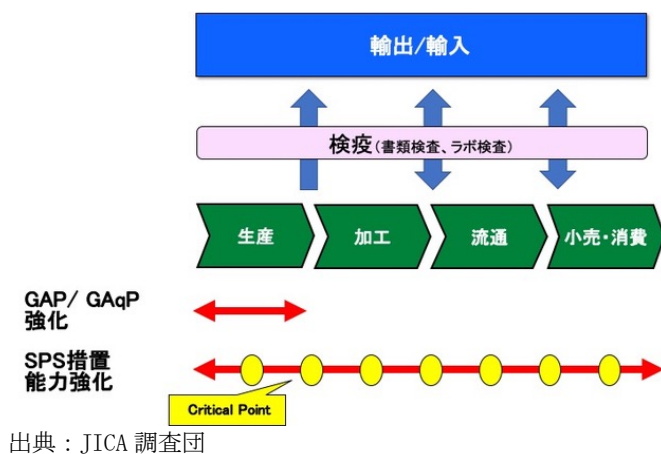 輸出/輸入
検疫(書類検査、ラボ検査)
生産
加工
流通
小売・消費
GAP/ GAqP
強化
SPS措置
能力強化
Critical Point
出典：JICA 調査団